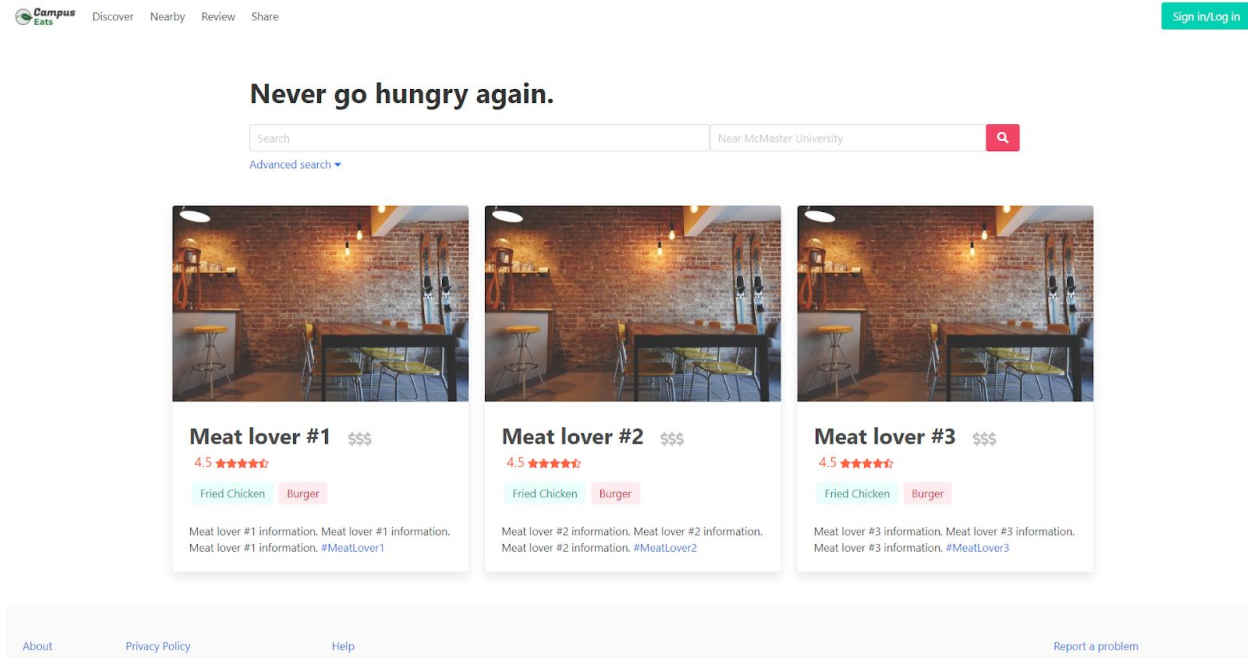 Campus
Eats
Discover Nearby Review Share
Sign in/Log in
Never go hungry again.
Search
Near McMaster University
Advanced search
Meat lover #1 $$$
4.5
Fried Chicken Burger
Meat lover #1 information. Meat lover #1 information.
Meat lover #1 information. #MeatLover1
Meat lover #2 $$$
4.5
Fried Chicken Burger
Meat lover #2 information. Meat lover #2 information.
Meat lover #2 information. #MeatLover2
Meat lover #3 $$$
4.5
Fried Chicken Burger
Meat lover #3 information. Meat lover #3 information.
Meat lover #3 information. #MeatLover3
About Privacy Policy Help Report a problem